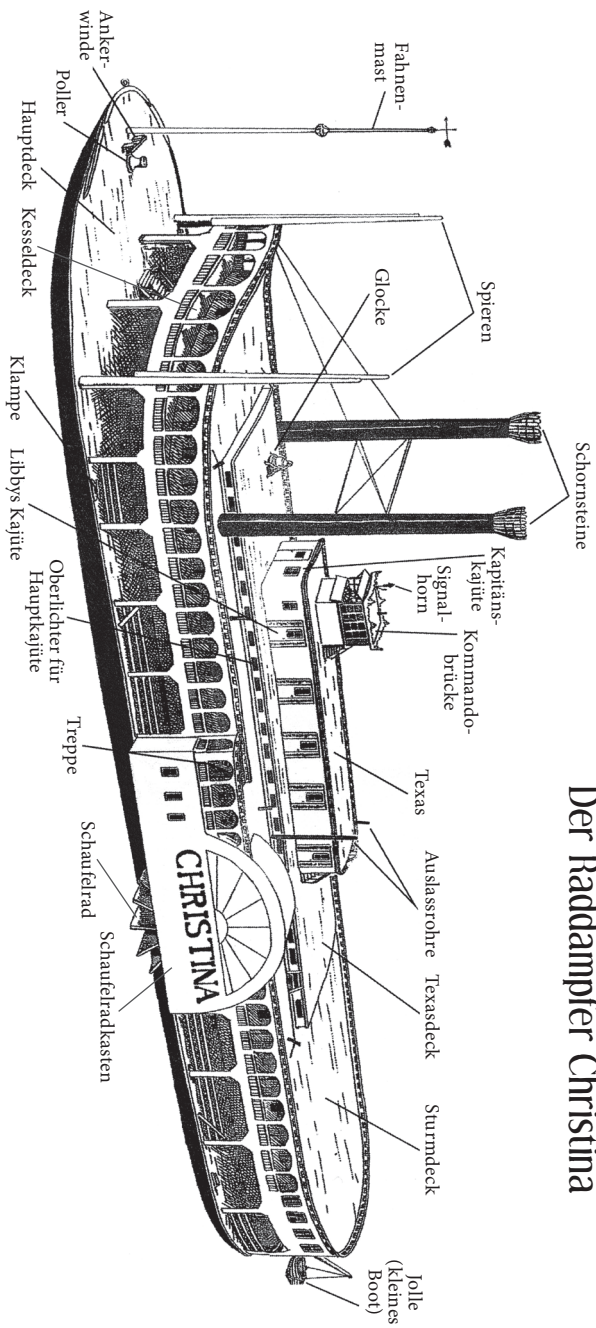 Der Raddampfer Christina
Fahnen-
mast
Spieren
Schornsteine
Glocke
Kapitäns-
kajüte
Signal-
horn
Kommando-
brücke
Texas
Auslassrohre
Texasdeck
Sturmdeck
Jolle
(kleines
Boot)
Anker-
winde
Poller
Hauptdeck
Kesseldeck
Klampe
Libbys Kajüte
Oberlichter für
Hauptkajüte
Treppe
Schaufelrad
Schaufelradkasten
CHRISTINA